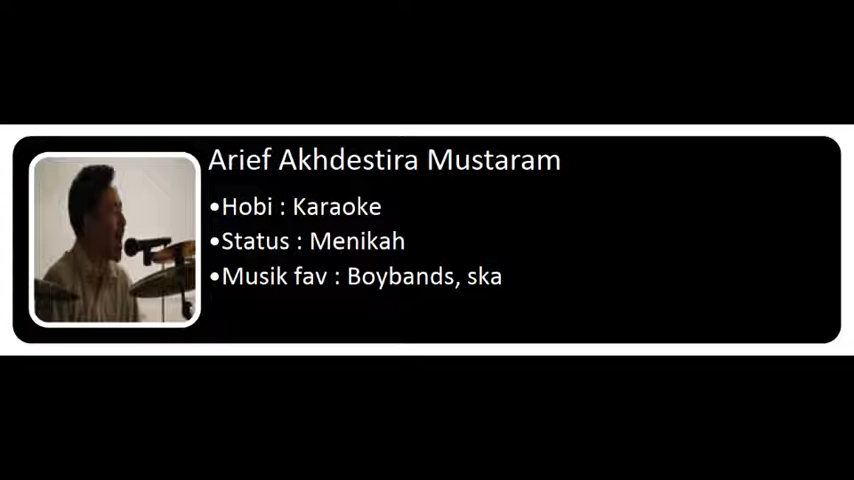 Arief Akhdestira Mustaram
•Hobi : Karaoke
•Status : Menikah
•Musik fav : Boybands, ska